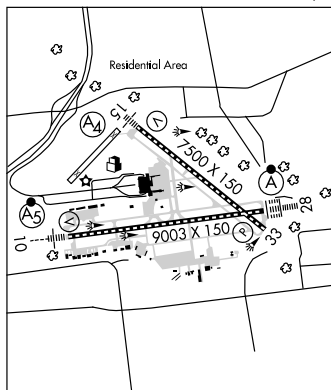 Residential Area
15
V
A4
7500 X 150
A
A5
V
28
P
10
9003 X 150
33